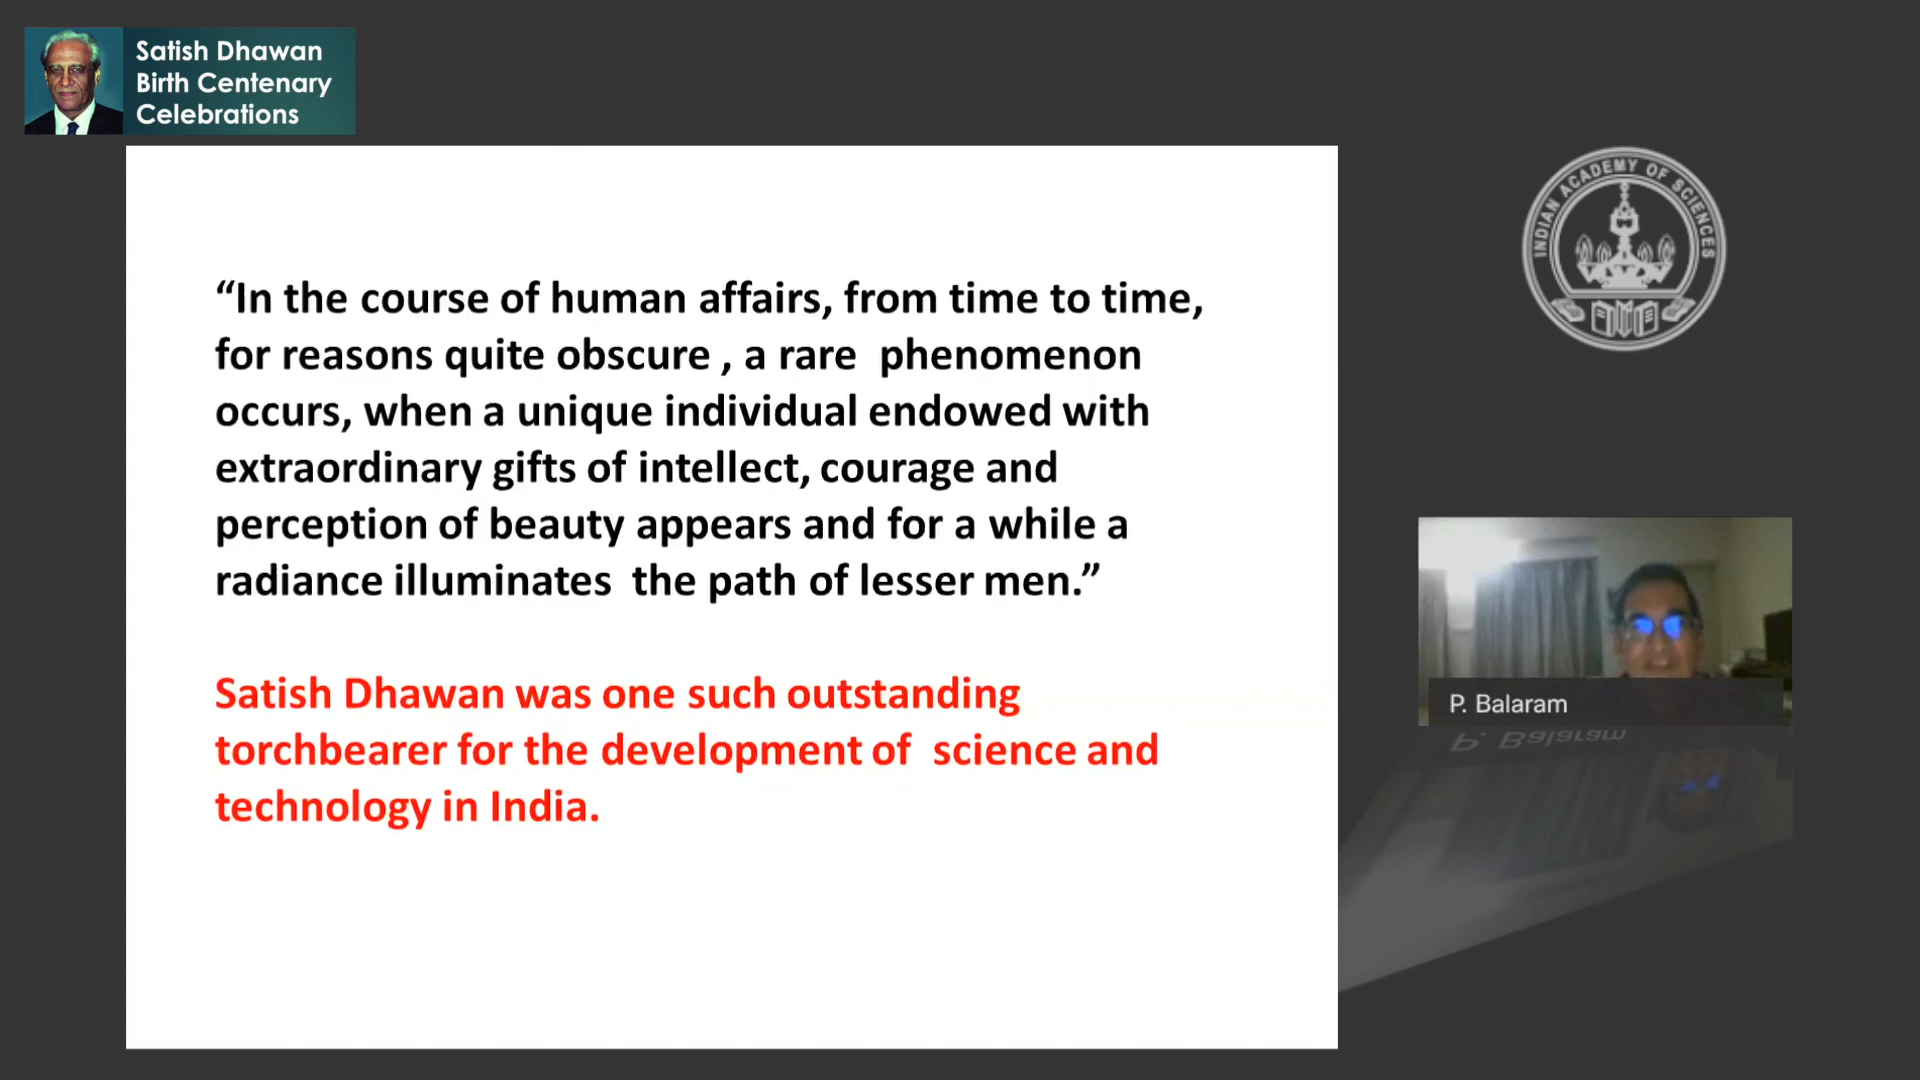 Satish Dhawan
Birth Centenary
Celebrations
INDIAN ACADEMY OF SCIENCES
“In the course of human affairs, from time to time,
for reasons quite obscure , a rare phenomenon
occurs, when a unique individual endowed with
extraordinary gifts of intellect, courage and
perception of beauty appears and for a while a
radiance illuminates the path of lesser men.”
Satish Dhawan was one such outstanding
torchbearer for the development of science and
technology in India.
P. Balaram
P. Balaram